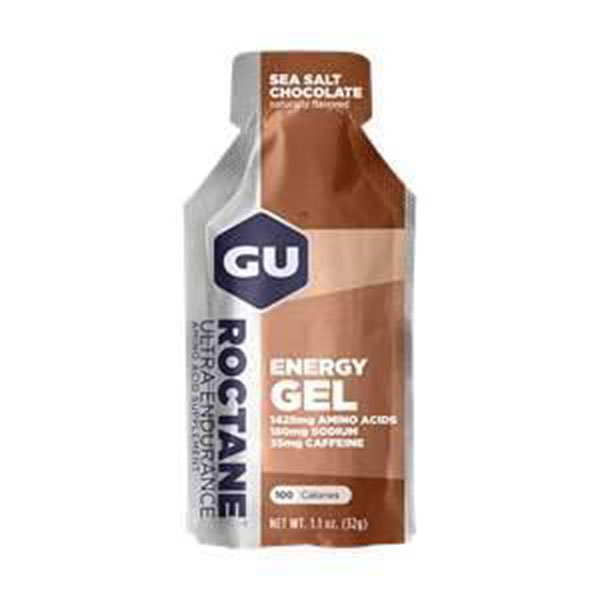 SEA SALT
CHOCOLATE
naturally flavored
GU
ROCTANE
ULTRA ENDURANCE
AMINO ACID SUPPLEMENT
ENERGY
GEL
1425mg AMINO ACIDS
180mg SODIUM
35mg CAFFEINE
100 Calories
NET WT. 1.1 oz. (32g)